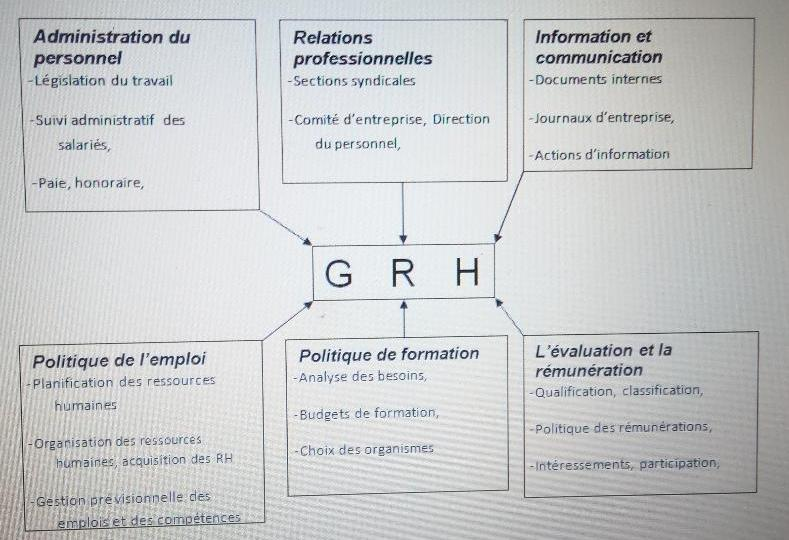 Administration du
personnel
-Législation du travail
-Suivi administratif des
salariés,
-Paie, honoraire,
Relations
professionnelles
-Sections syndicales
-Comité d'entreprise, Direction
du personnel,
Information et
communication
-Documents internes
-Journaux d'entreprise,
-Actions d'information
G R H
Politique de l'emploi
-Planification des ressources
humaines
-Organisation des ressources
humaines, acquisition des RH
-Gestion prévisionnelle des
emplois et des compétences
Politique de formation
-Analyse des besoins,
-Budgets de formation,
-Choix des organismes
L'évaluation et la
rémunération
-Qualification, classification,
-Politique des rémunérations,
-Intéressements, participation,